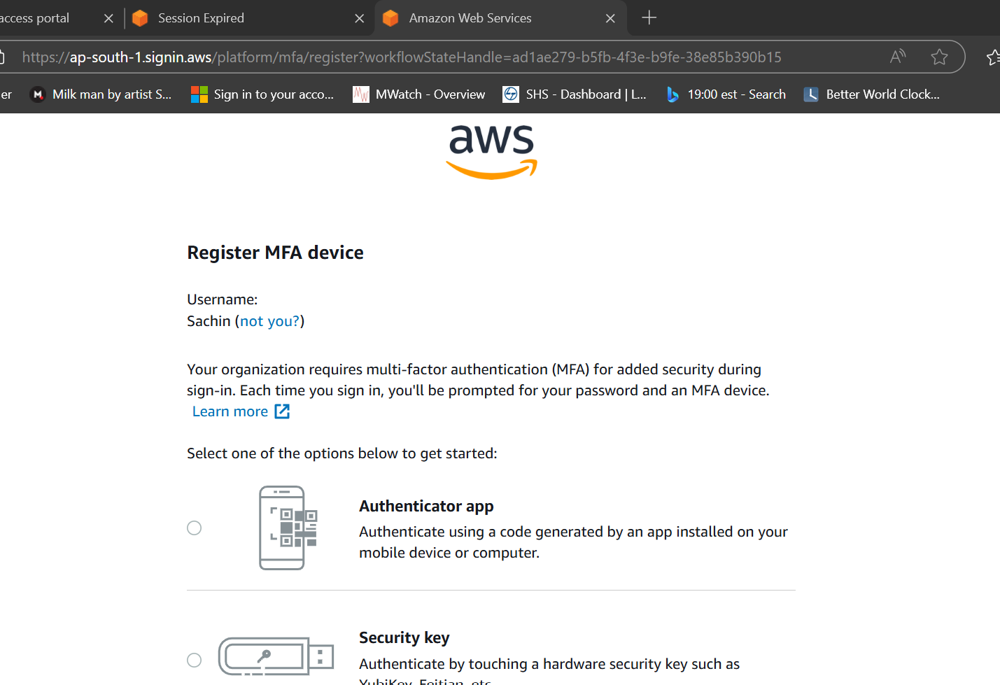 access portal
Session Expired
Amazon Web Services
https://ap-south-1.signin.aws/platform/mfa/register?workflowStateHandle=ad1ae279-b5fb-4f3e-b9fe-38e85b390b15
er
Milk man by artist S...
Sign in to your acco...
MWatch - Overview
SHS - Dashboard | L...
19:00 est - Search
Better World Clock...
aws
Register MFA device
Username:
Sachin (not you?)
Your organization requires multi-factor authentication (MFA) for added security during
sign-in. Each time you sign in, you'll be prompted for your password and an MFA device.
Learn more
Select one of the options below to get started:
Authenticator app
Authenticate using a code generated by an app installed on your
mobile device or computer.
Security key
Authenticate by touching a hardware security key such as
YubiKey, Feitian, etc.